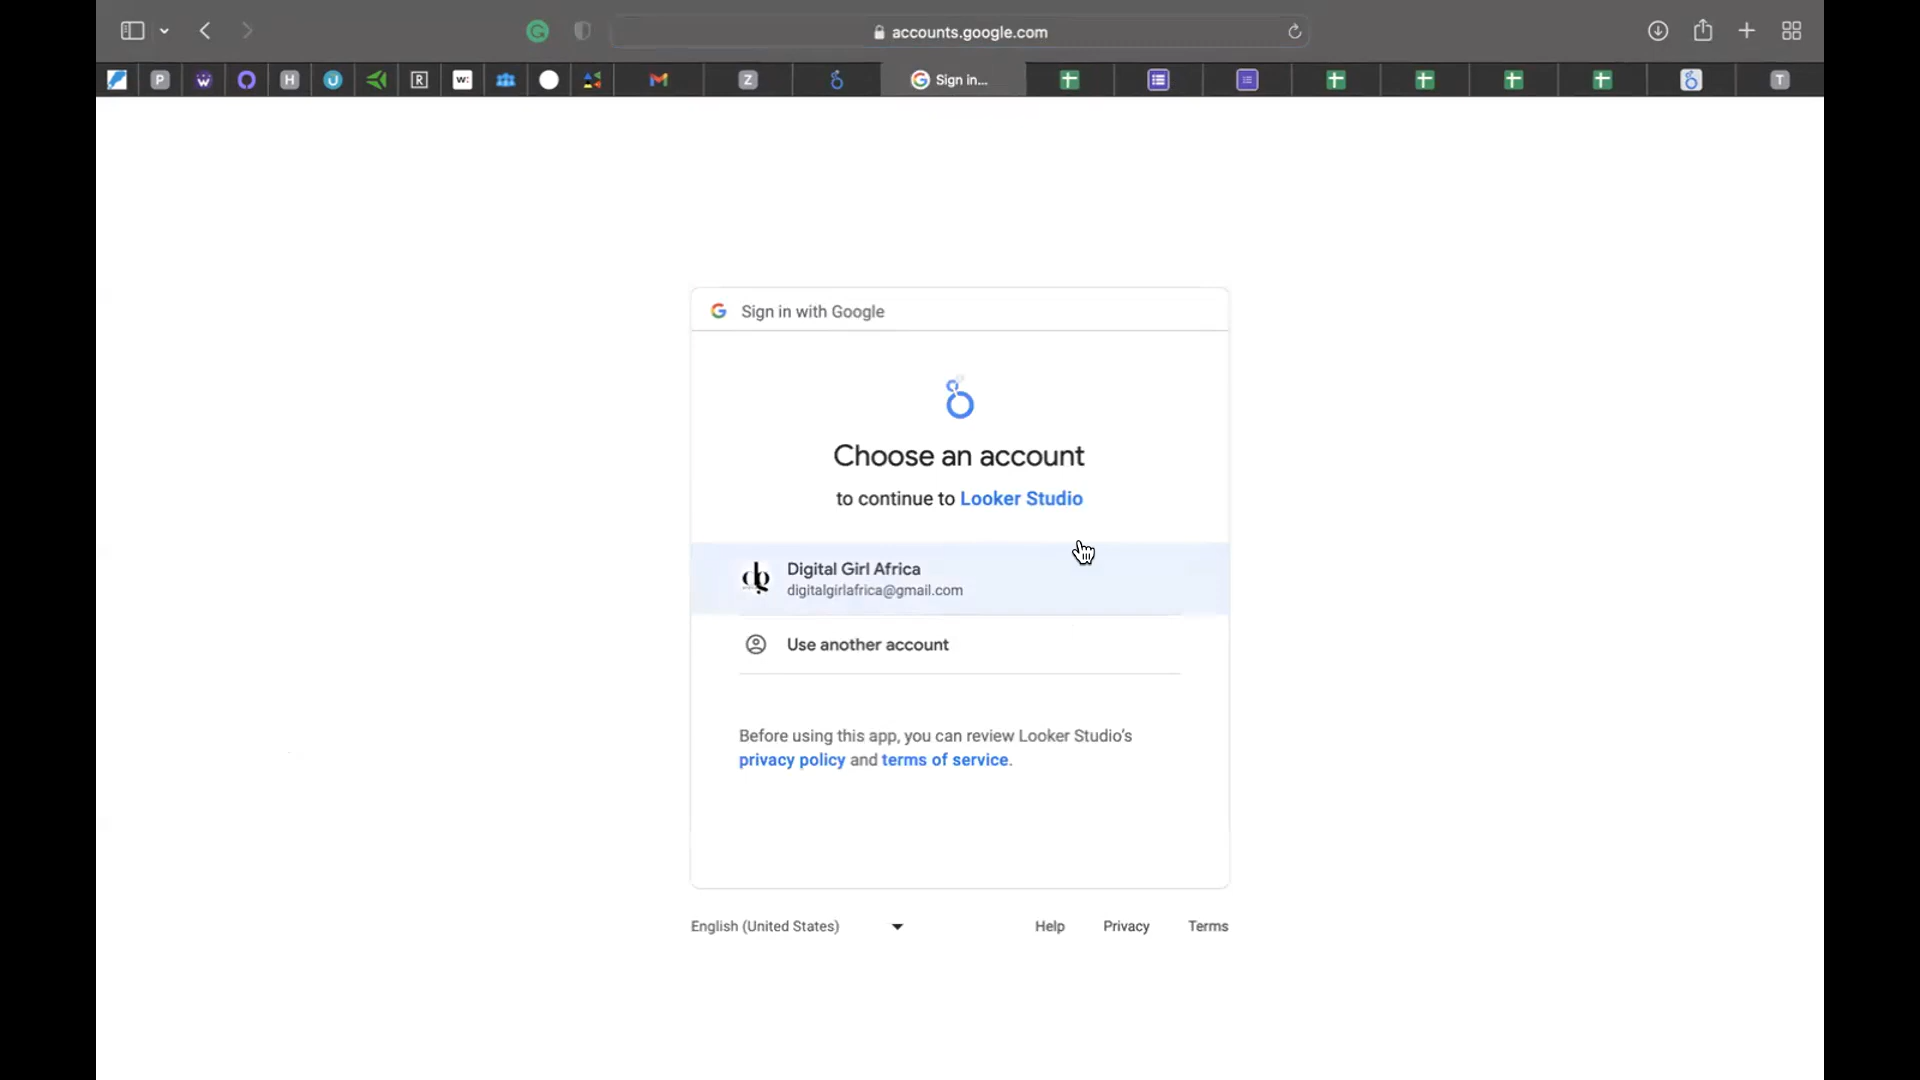 accounts.google.com
P
w
H
U
R
w:
M
Z
G Sign in...
T
G Sign in with Google
Choose an account
to continue to Looker Studio
Digital Girl Africa
digitalgirlafrica@gmail.com
Use another account
Before using this app, you can review Looker Studio's
privacy policy and terms of service.
English (United States)
Help
Privacy
Terms